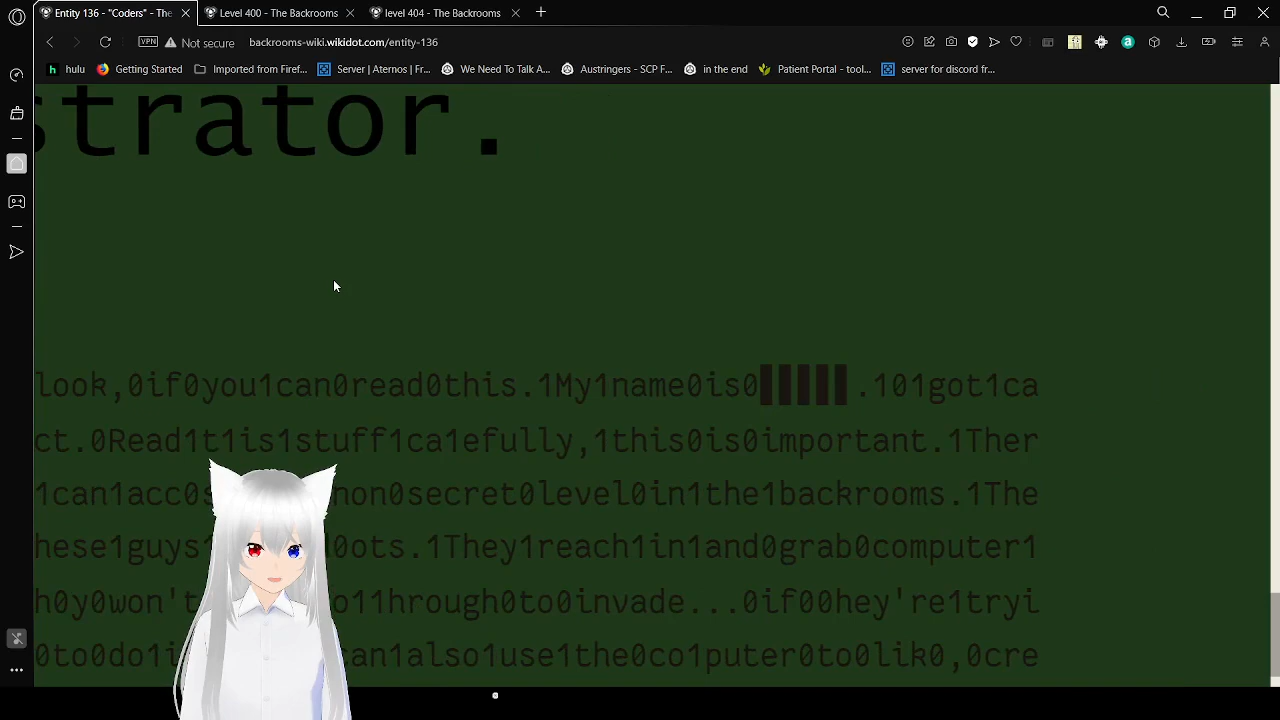 Entity 136 - "Coders" - The
Level 400 - The Backrooms
level 404 - The Backrooms
VPN
Not secure
backrooms-wiki.wikidot.com/entity-136
h
hulu
Getting Started
Imported from Firef...
Server | Aternos | Fr...
We Need To Talk A...
Austringers - SCP F...
in the end
Patient Portal - tool...
server for discord fr...
strator.
look,0if0you1can0read0this.1My1name0is0█████.101got1ca
ct.0Read1t1is1stuff1ca1efully,1this0is0important.1Ther
1can1acc0s non0secret0level0in1the1backrooms.1The
hese1guys1 0ots.1They1reach1in1and0grab0computer1
h0y0won't o11hrough0to0invade...0if00hey're1tryi
0to0do1i can1also1use1the0co1puter0to0lik0,0cre